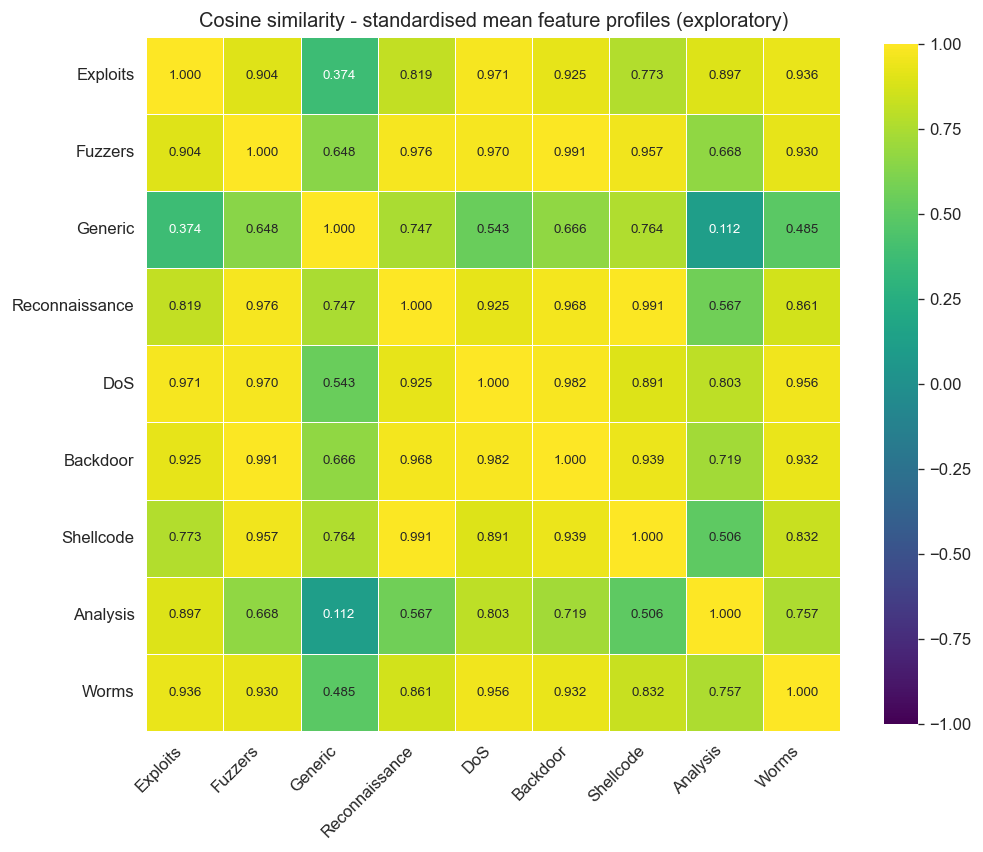 Cosine similarity - standardised mean feature profiles (exploratory)
Exploits 1.000 0.904 0.374 0.819 0.971 0.925 0.773 0.897 0.936
Fuzzers 0.904 1.000 0.648 0.976 0.970 0.991 0.957 0.668 0.930
Generic 0.374 0.648 1.000 0.747 0.543 0.666 0.764 0.112 0.485
Reconnaissance 0.819 0.976 0.747 1.000 0.925 0.968 0.991 0.567 0.861
DoS 0.971 0.970 0.543 0.925 1.000 0.982 0.891 0.803 0.956
Backdoor 0.925 0.991 0.666 0.968 0.982 1.000 0.939 0.719 0.932
Shellcode 0.773 0.957 0.764 0.991 0.891 0.939 1.000 0.506 0.832
Analysis 0.897 0.668 0.112 0.567 0.803 0.719 0.506 1.000 0.757
Worms 0.936 0.930 0.485 0.861 0.956 0.932 0.832 0.757 1.000
Exploits Fuzzers Generic Reconnaissance DoS Backdoor Shellcode Analysis Worms
1.00
0.75
0.50
0.25
0.00
−0.25
−0.50
−0.75
−1.00